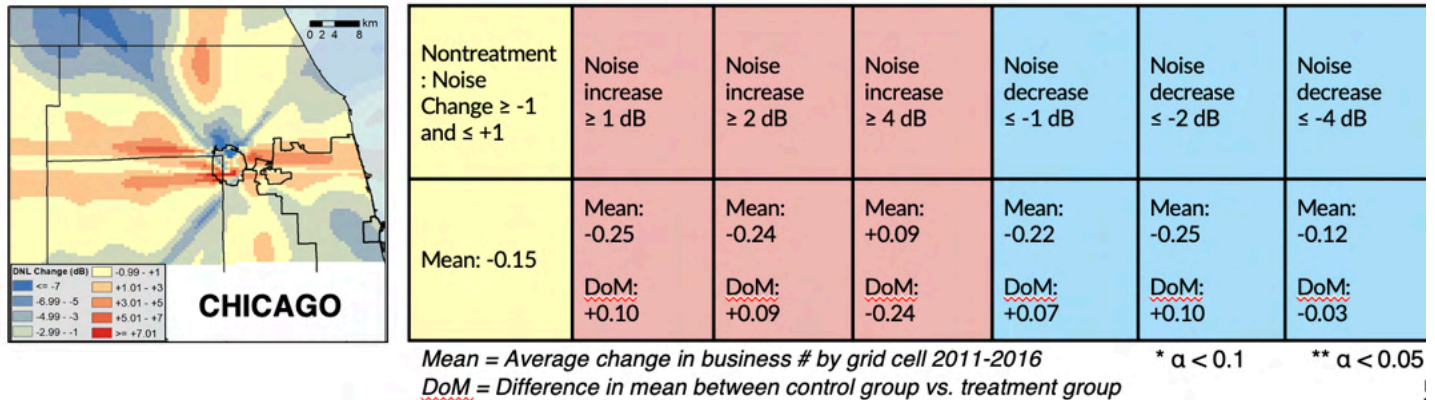 km
0 2 4 8
DNL Change (dB)
<= -7
-6.99 - -5
-4.99 - -3
-2.99 - -1
-0.99 - +1
+1.01 - +3
+3.01 - +5
+5.01 - +7
>= +7.01
CHICAGO
Nontreatment
: Noise
Change ≥ -1
and ≤ +1
Noise
increase
≥ 1 dB
Noise
increase
≥ 2 dB
Noise
increase
≥ 4 dB
Noise
decrease
≤ -1 dB
Noise
decrease
≤ -2 dB
Noise
decrease
≤ -4 dB
Mean: -0.15
Mean:
-0.25
DoM:
+0.10
Mean:
-0.24
DoM:
+0.09
Mean:
+0.09
DoM:
-0.24
Mean:
-0.22
DoM:
+0.07
Mean:
-0.25
DoM:
+0.10
Mean:
-0.12
DoM:
-0.03
Mean = Average change in business # by grid cell 2011-2016
* α < 0.1
** α < 0.05
DoM = Difference in mean between control group vs. treatment group